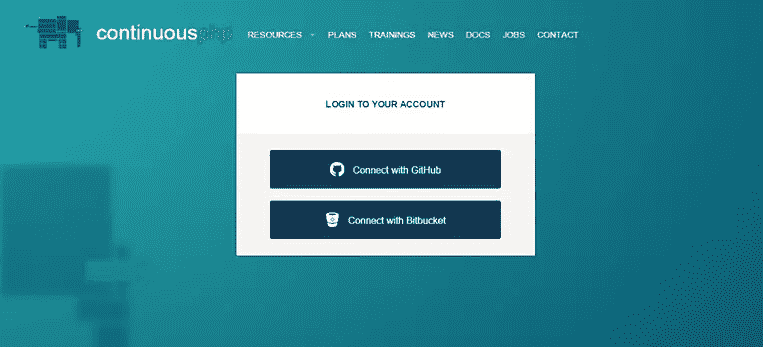 continuousphp RESOURCES PLANS TRAININGS NEWS DOCS JOBS CONTACT
LOGIN TO YOUR ACCOUNT
Connect with GitHub
Connect with Bitbucket